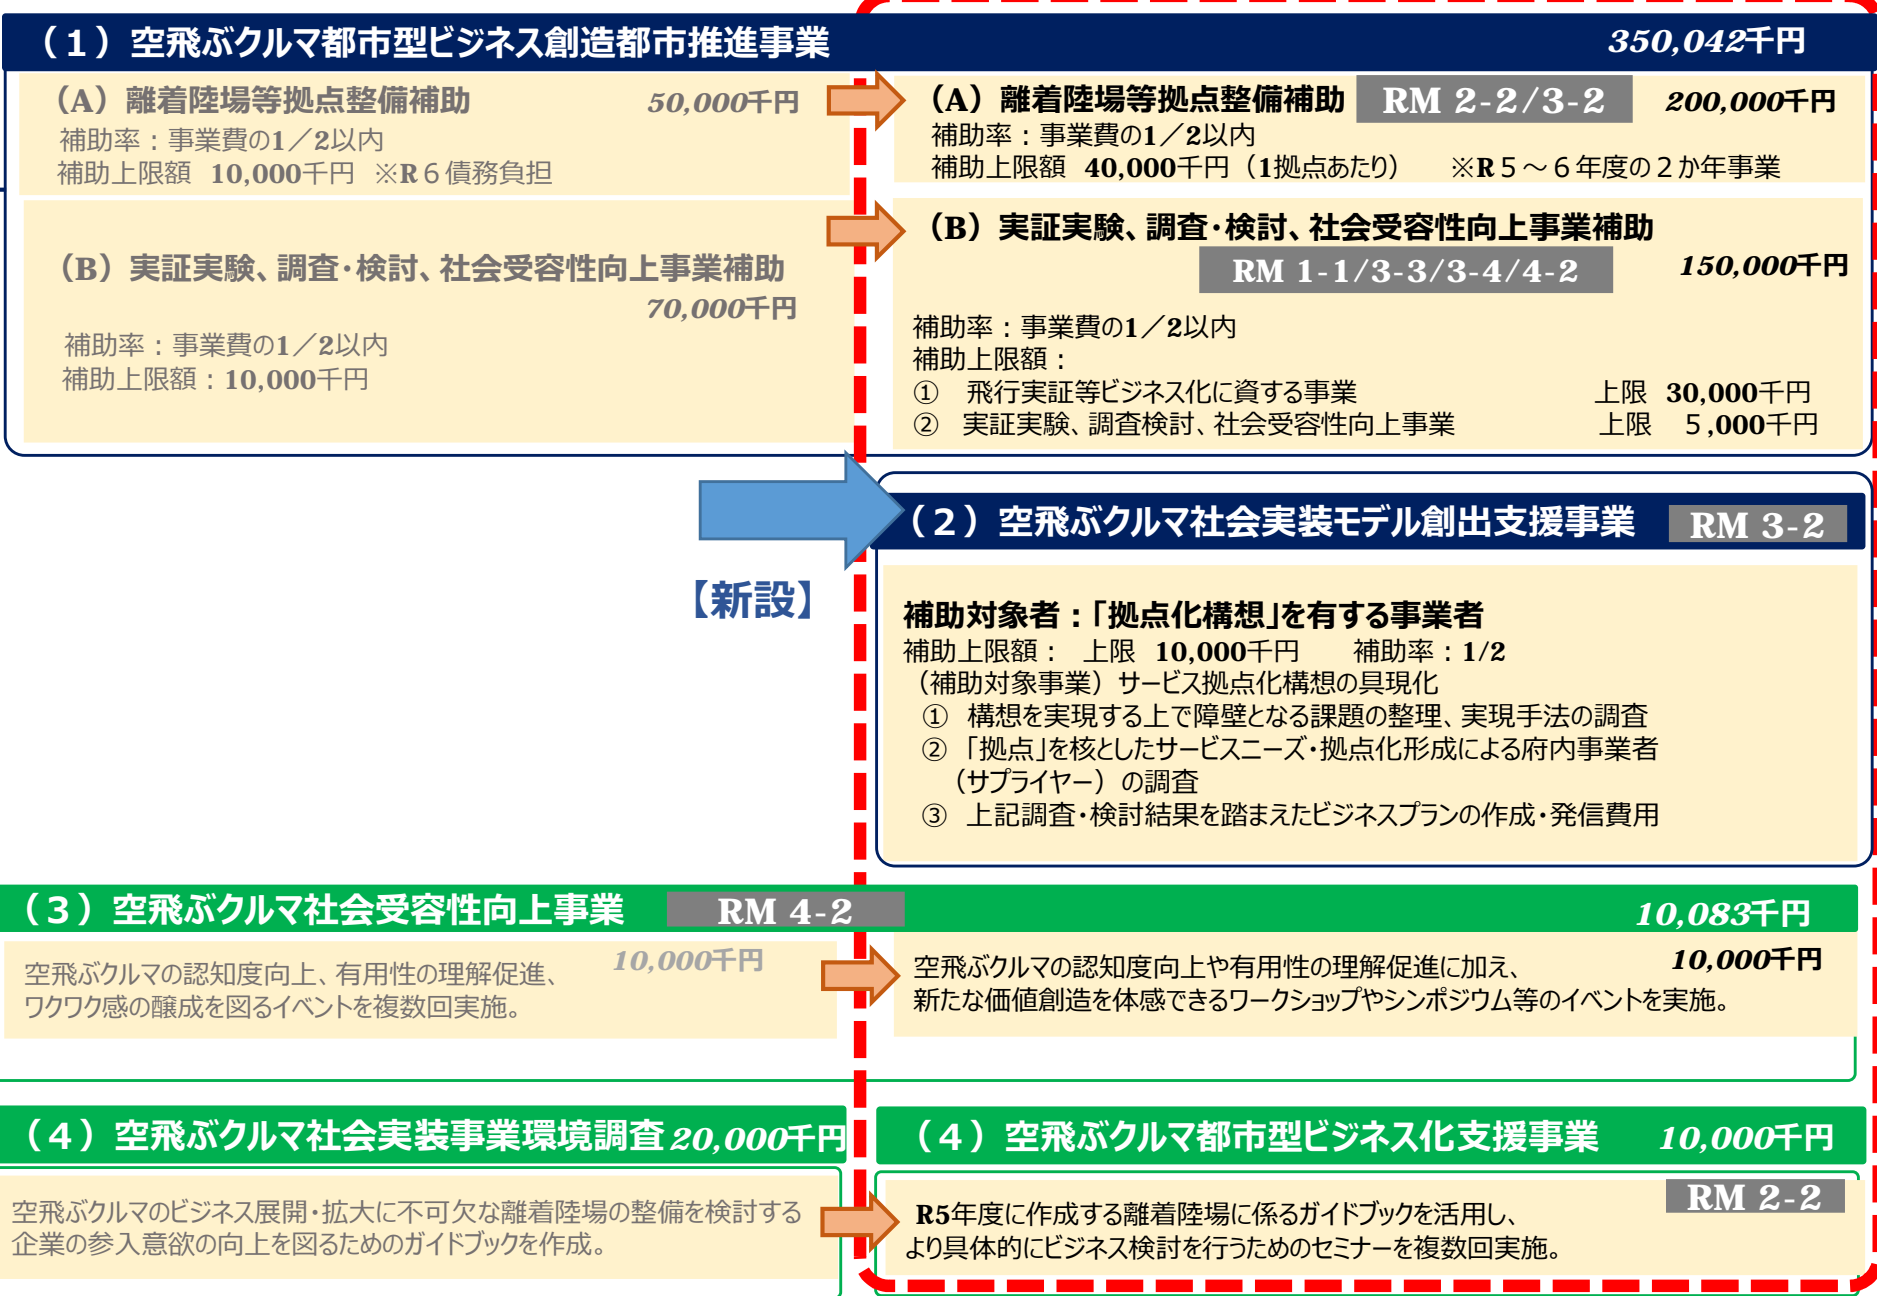 （１）空飛ぶクルマ都市型ビジネス創造都市推進事業 350,042千円
（A）離着陸場等拠点整備補助 50,000千円
補助率：事業費の1／2以内
補助上限額 10,000千円 ※R６債務負担
（B）実証実験、調査・検討、社会受容性向上事業補助
70,000千円
補助率：事業費の1／2以内
補助上限額：10,000千円
（A）離着陸場等拠点整備補助 RM 2-2/3-2 200,000千円
補助率：事業費の1／2以内
補助上限額 40,000千円（1拠点あたり） ※R５～６年度の２か年事業
（B）実証実験、調査・検討、社会受容性向上事業補助
RM 1-1/3-3/3-4/4-2 150,000千円
補助率：事業費の1／2以内
補助上限額：
① 飛行実証等ビジネス化に資する事業 上限 30,000千円
② 実証実験、調査検討、社会受容性向上事業 上限 ５,000千円
【新設】
（２）空飛ぶクルマ社会実装モデル創出支援事業 RM 3-2
補助対象者：「拠点化構想」を有する事業者
補助上限額： 上限 10,000千円 補助率：1/2
（補助対象事業）サービス拠点化構想の具現化
① 構想を実現する上で障壁となる課題の整理、実現手法の調査
② 「拠点」を核としたサービスニーズ・拠点化形成による府内事業者
（サプライヤー）の調査
③ 上記調査・検討結果を踏まえたビジネスプランの作成・発信費用
（３）空飛ぶクルマ社会受容性向上事業 RM 4-2 10,083千円
10,000千円
空飛ぶクルマの認知度向上、有用性の理解促進、
ワクワク感の醸成を図るイベントを複数回実施。
10,000千円
空飛ぶクルマの認知度向上や有用性の理解促進に加え、
新たな価値創造を体感できるワークショップやシンポジウム等のイベントを実施。
（４）空飛ぶクルマ社会実装事業環境調査 20,000千円
空飛ぶクルマのビジネス展開・拡大に不可欠な離着陸場の整備を検討する
企業の参入意欲の向上を図るためのガイドブックを作成。
（４）空飛ぶクルマ都市型ビジネス化支援事業 10,000千円
RM 2-2
R5年度に作成する離着陸場に係るガイドブックを活用し、
より具体的にビジネス検討を行うためのセミナーを複数回実施。